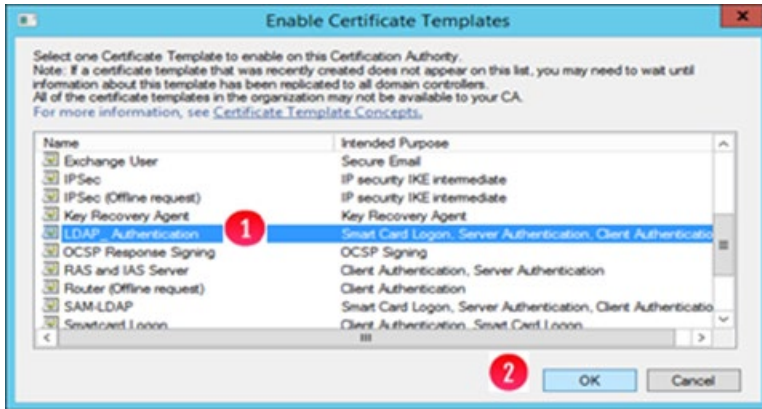 Enable Certificate Templates
Select one Certificate Template to enable on this Certification Authority.
Note: If a certificate template that was recently created does not appear on this list, you may need to wait until
information about this template has been replicated to all domain controllers.
All of the certificate templates in the organization may not be available to your CA.
For more information, see Certificate Template Concepts.
Name Intended Purpose
Exchange User Secure Email
IPSec IP security IKE intermediate
IPSec (Offline request) IP security IKE intermediate
Key Recovery Agent Key Recovery Agent
LDAP_ Authentication 1 Smart Card Logon, Server Authentication, Client Authenticatio
OCSP Response Signing OCSP Signing
RAS and IAS Server Client Authentication, Server Authentication
Router (Offline request) Client Authentication
SAM-LDAP Smart Card Logon, Server Authentication, Client Authenticatio
Smartcard Logon Client Authentication, Smart Card Logon
2 OK Cancel